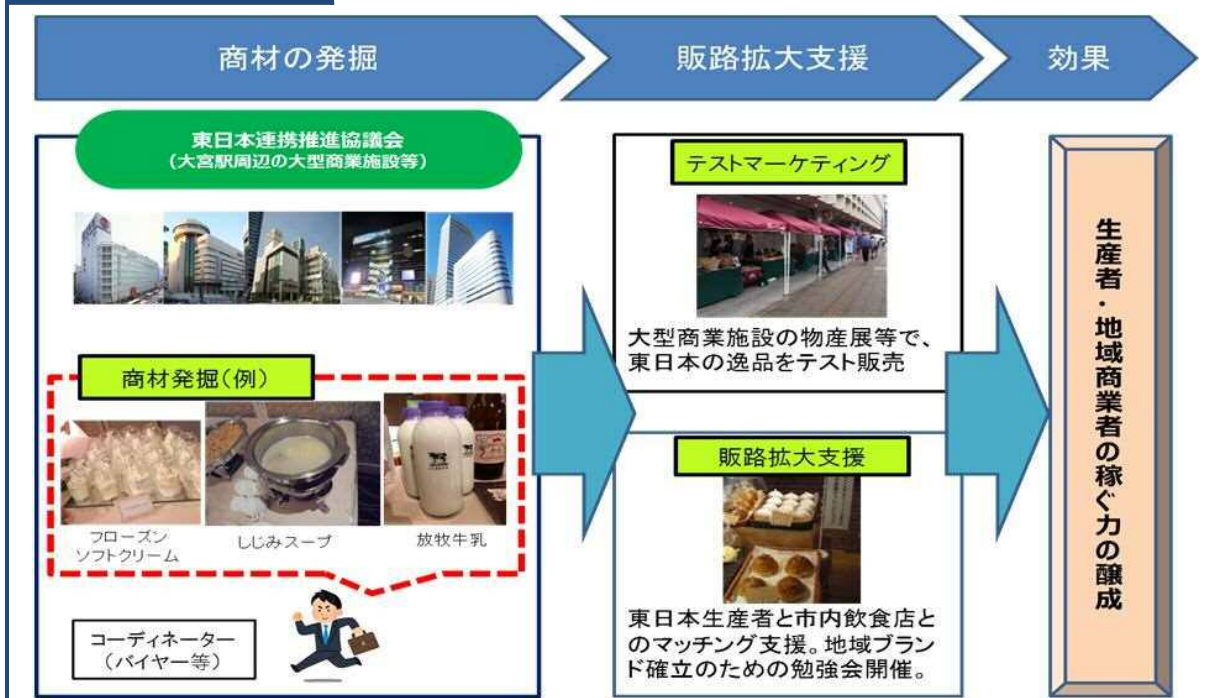 商材の発掘
販路拡大支援
効果
東日本連携推進協議会
(大宮駅周辺の大型商業施設等)
商材発掘(例)
フローズン
ソフトクリーム
しじみスープ
放牧牛乳
コーディネーター
(バイヤー等)
テストマーケティング
大型商業施設の物産展等で、
東日本の逸品をテスト販売
販路拡大支援
東日本生産者と市内飲食店と
のマッチング支援。地域ブラン
ド確立のための勉強会開催。
生産者・地域商業者の稼ぐ力の醸成